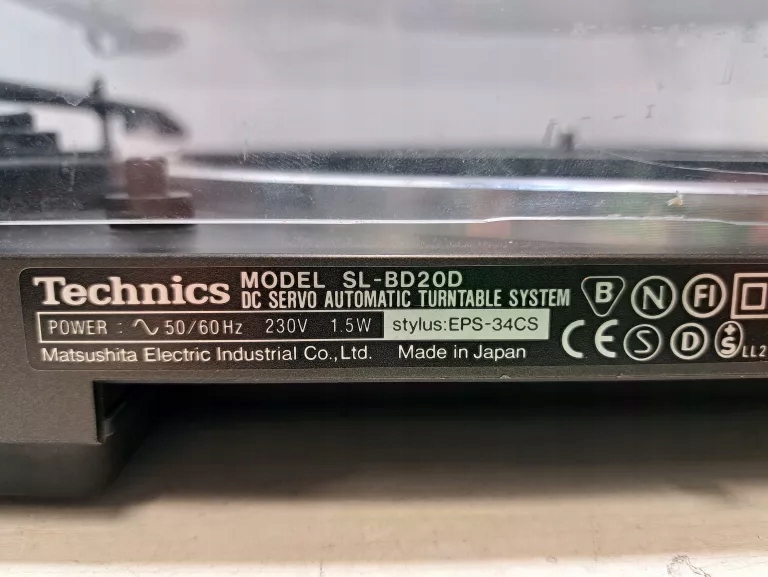 Technics MODEL SL-BD20D
DC SERVO AUTOMATIC TURNTABLE SYSTEM
POWER : ∿ 50/60Hz 230V 1.5W stylus:EPS-34CS
Matsushita Electric Industrial Co.,Ltd. Made in Japan
B N FI
CE S D +S LL2